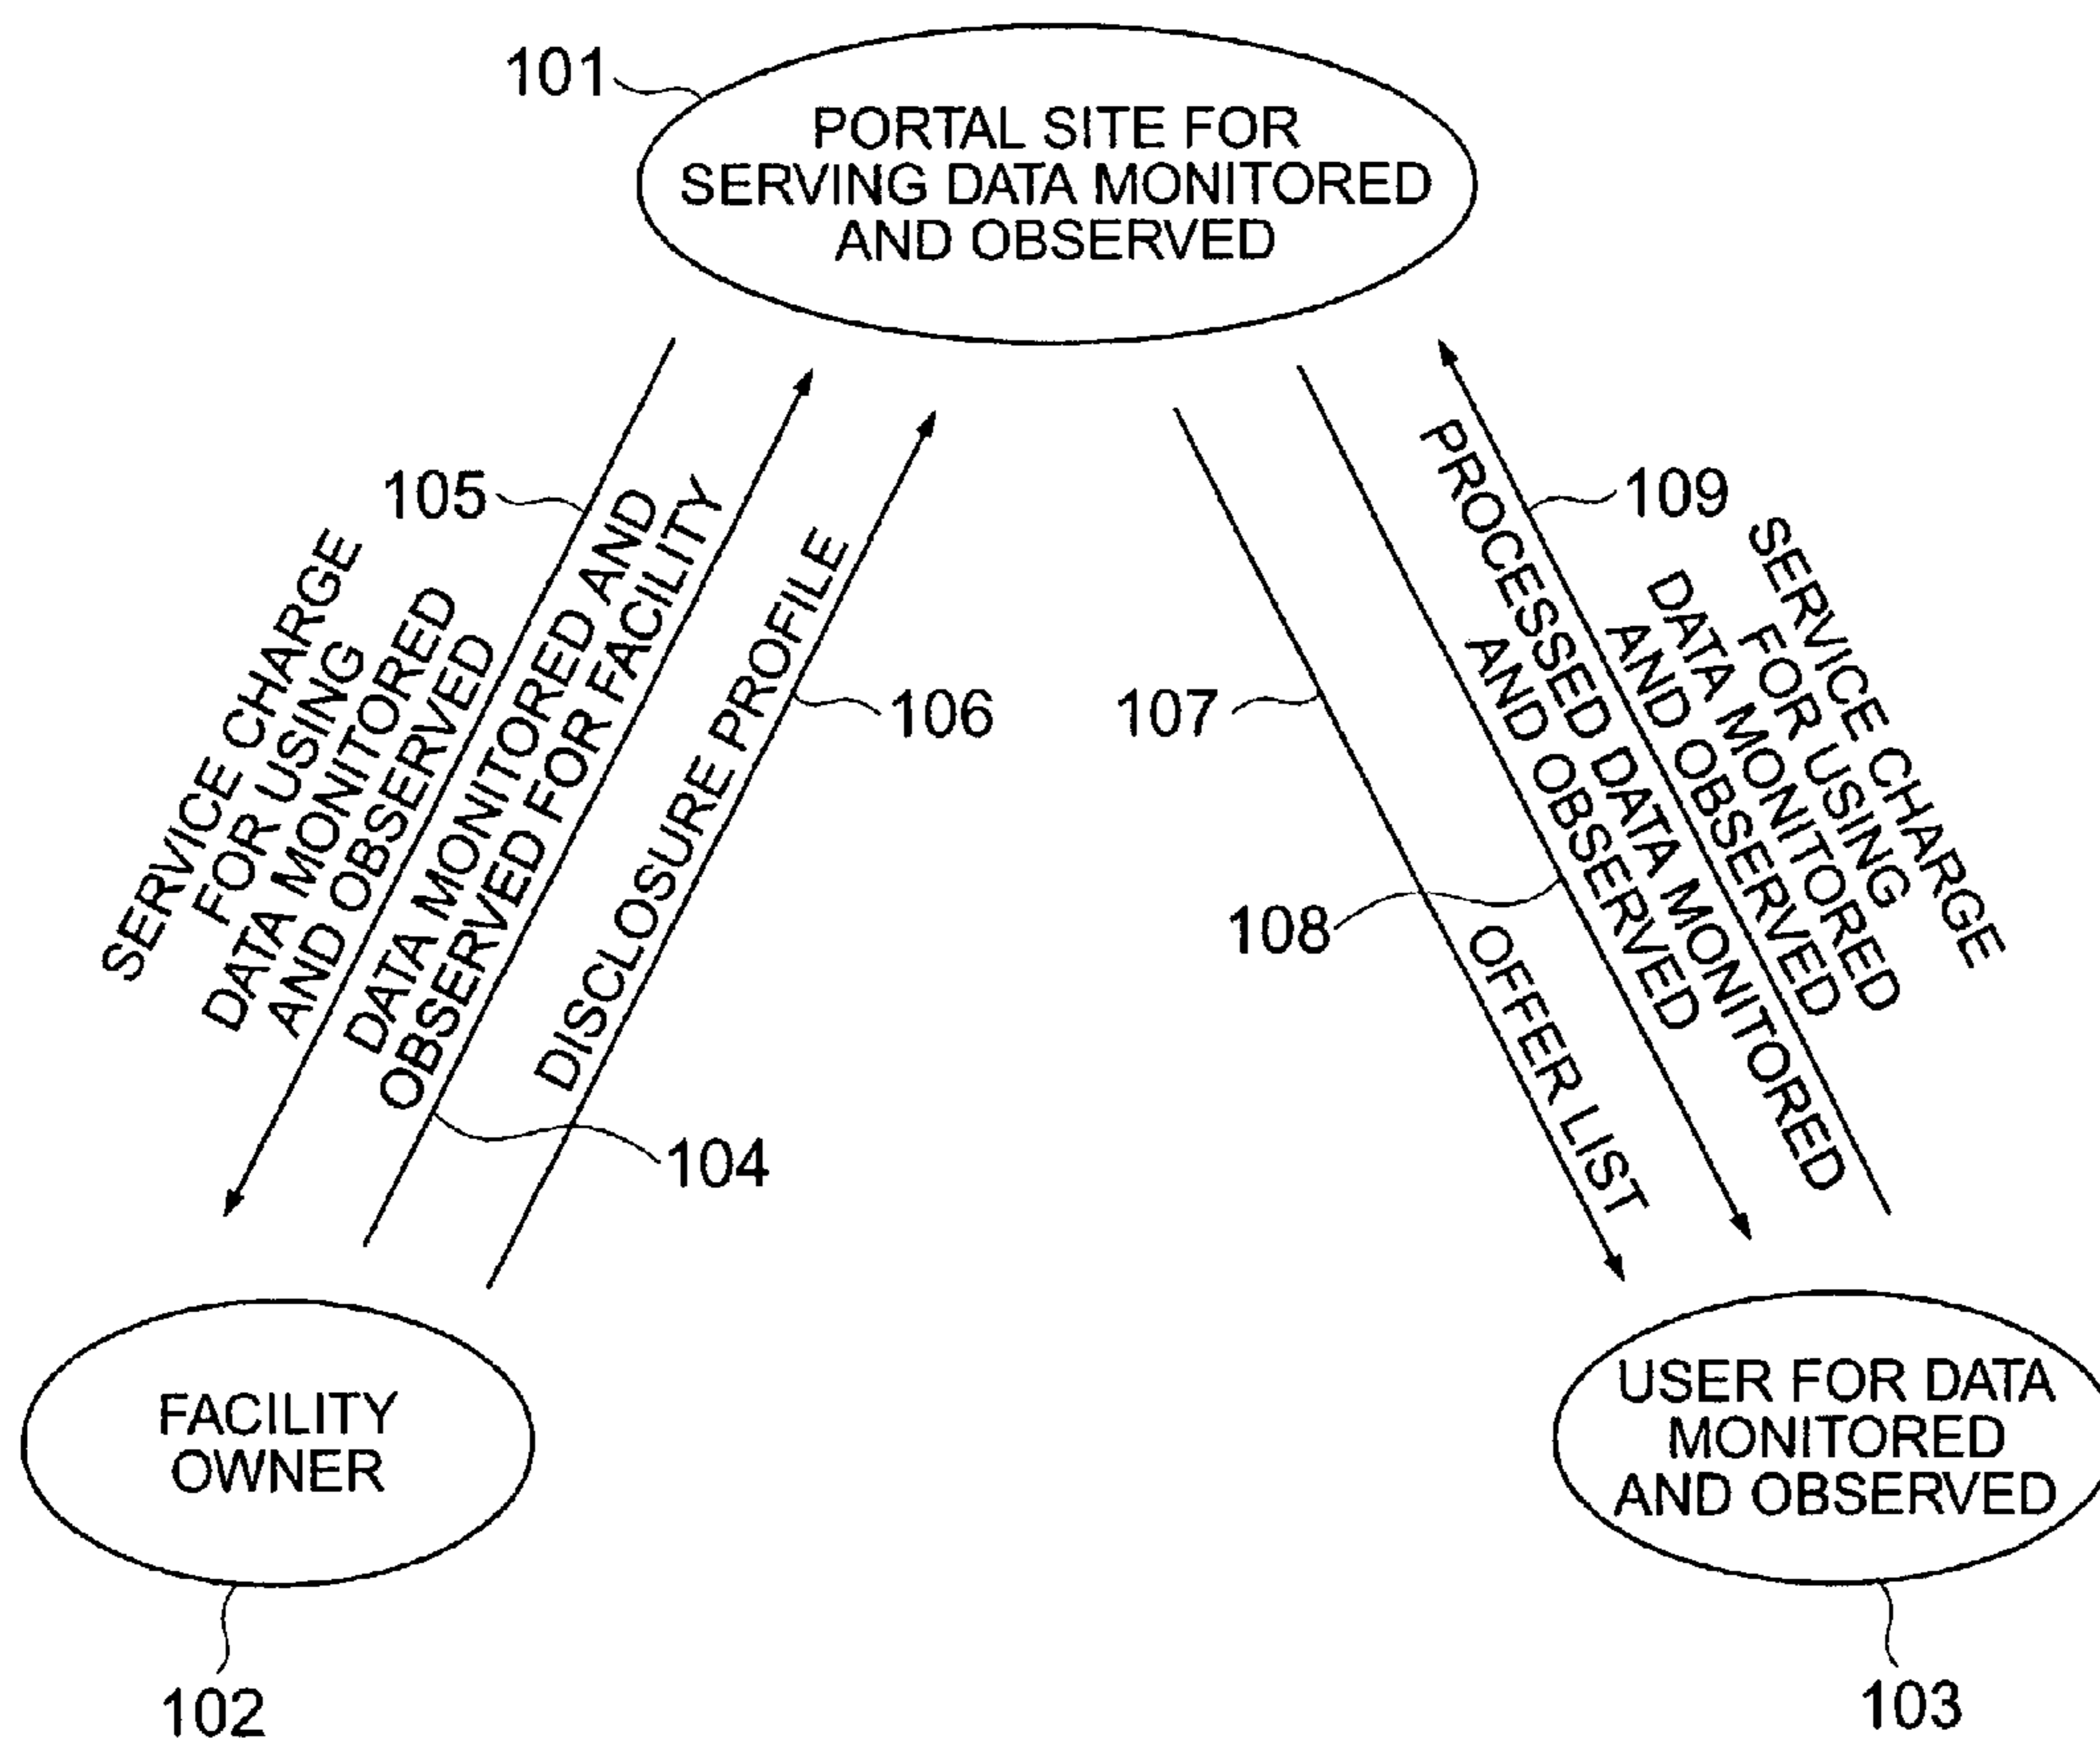 101
PORTAL SITE FOR
SERVING DATA MONITORED
AND OBSERVED
105
SERVICE CHARGE
FOR USING
DATA MONITORED
AND OBSERVED
DATA MONITORED AND
OBSERVED FOR FACILITY
104
DISCLOSURE PROFILE
106
107
OFFER LIST
108
PROCESSED DATA MONITORED
AND OBSERVED
109
SERVICE CHARGE
FOR USING
DATA MONITORED
AND OBSERVED
FACILITY
OWNER
102
USER FOR DATA
MONITORED
AND OBSERVED
103